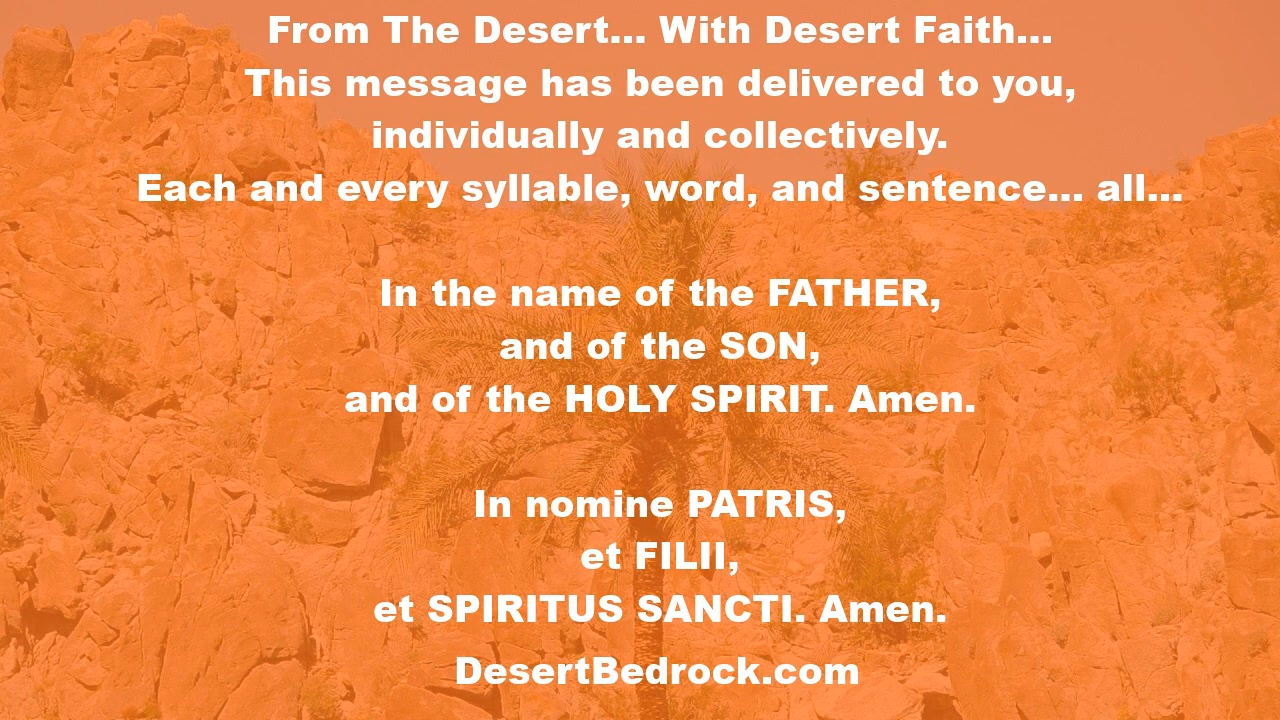 From The Desert... With Desert Faith...
This message has been delivered to you,
individually and collectively.
Each and every syllable, word, and sentence... all...
In the name of the FATHER,
and of the SON,
and of the HOLY SPIRIT. Amen.
In nomine PATRIS,
et FILII,
et SPIRITUS SANCTI. Amen.
DesertBedrock.com